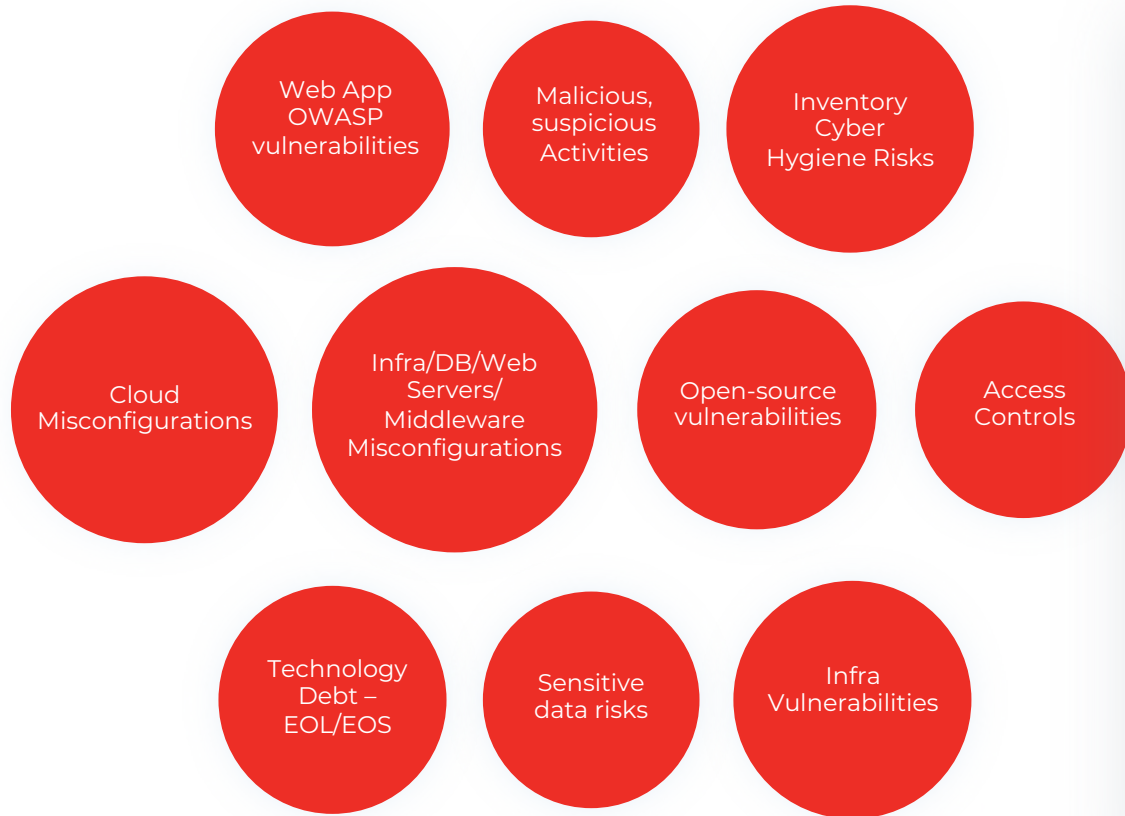 Web App
OWASP
vulnerabilities
Malicious,
suspicious
Activities
Inventory
Cyber
Hygiene Risks
Cloud
Misconfigurations
Infra/DB/Web
Servers/
Middleware
Misconfigurations
Open-source
vulnerabilities
Access
Controls
Technology
Debt –
EOL/EOS
Sensitive
data risks
Infra
Vulnerabilities